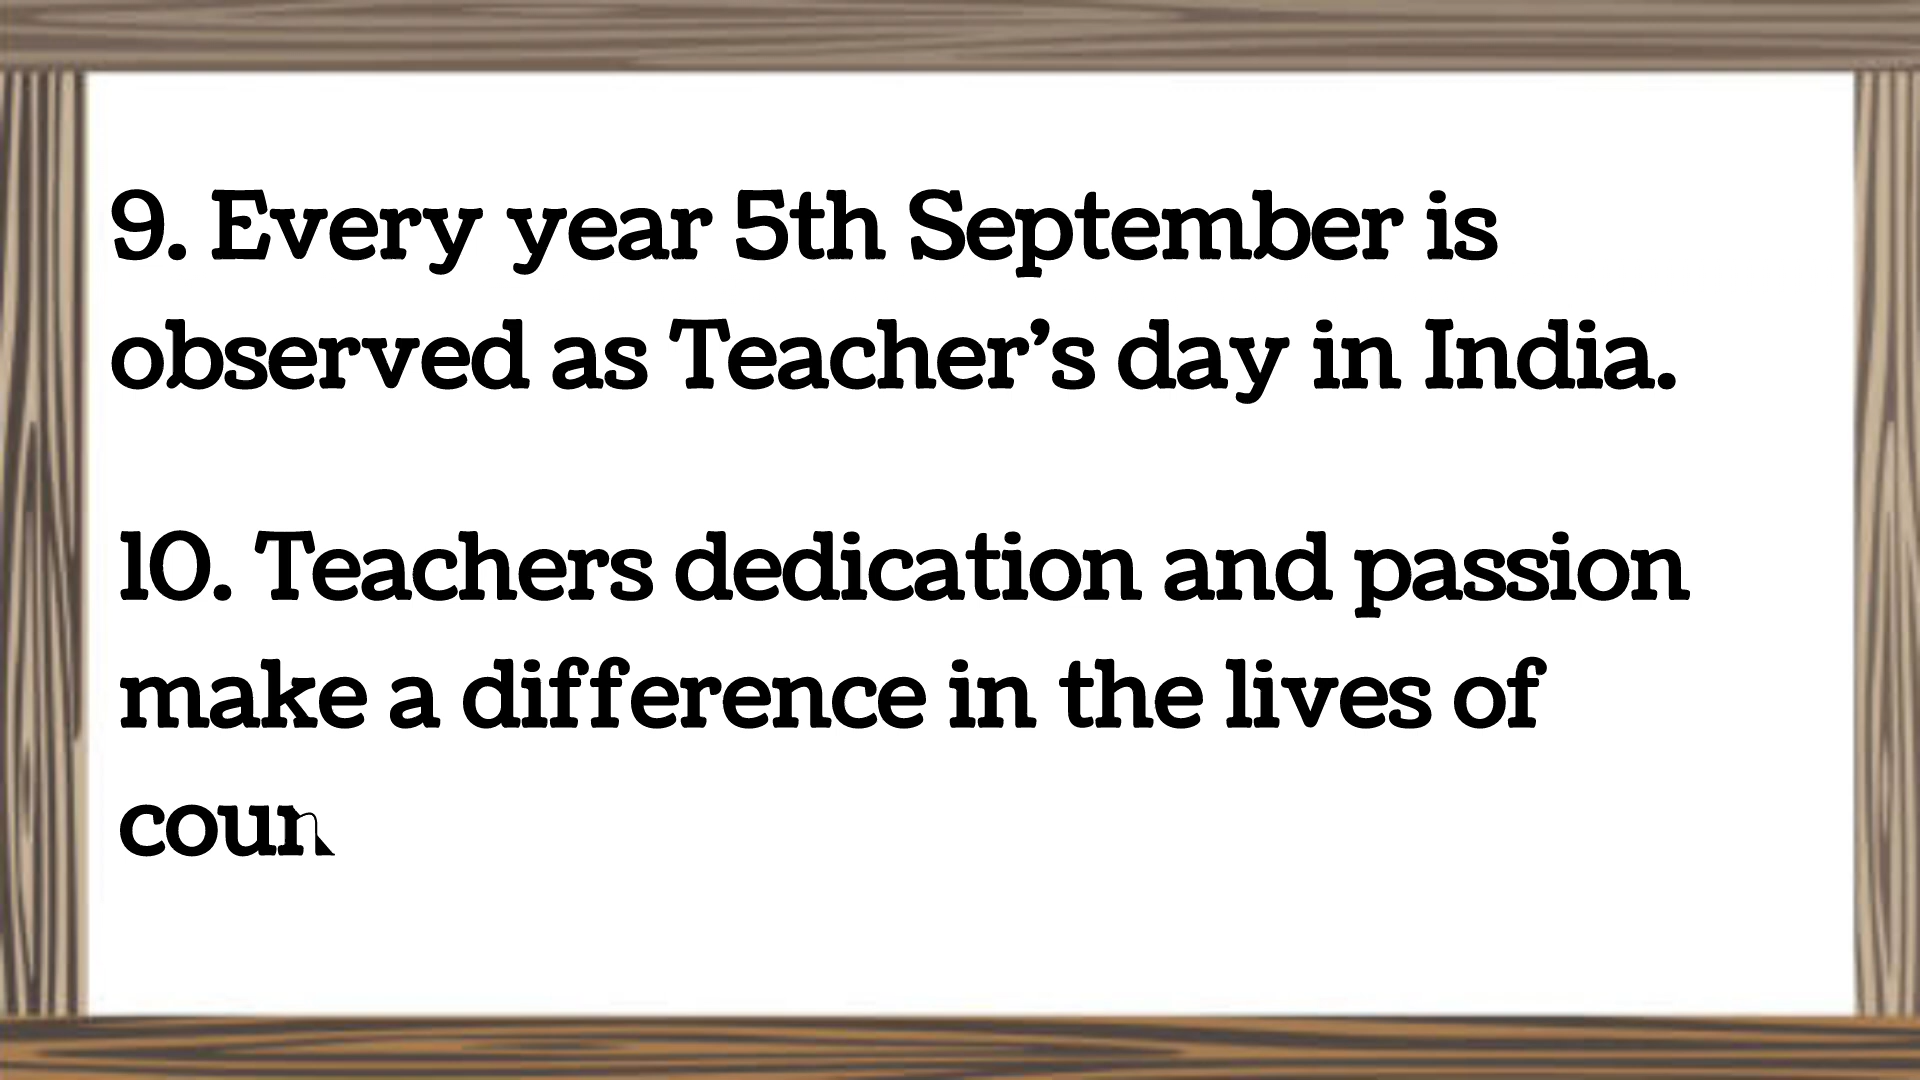 9. Every year 5th September is
observed as Teacher’s day in India.
10. Teachers dedication and passion
make a difference in the lives of
coun